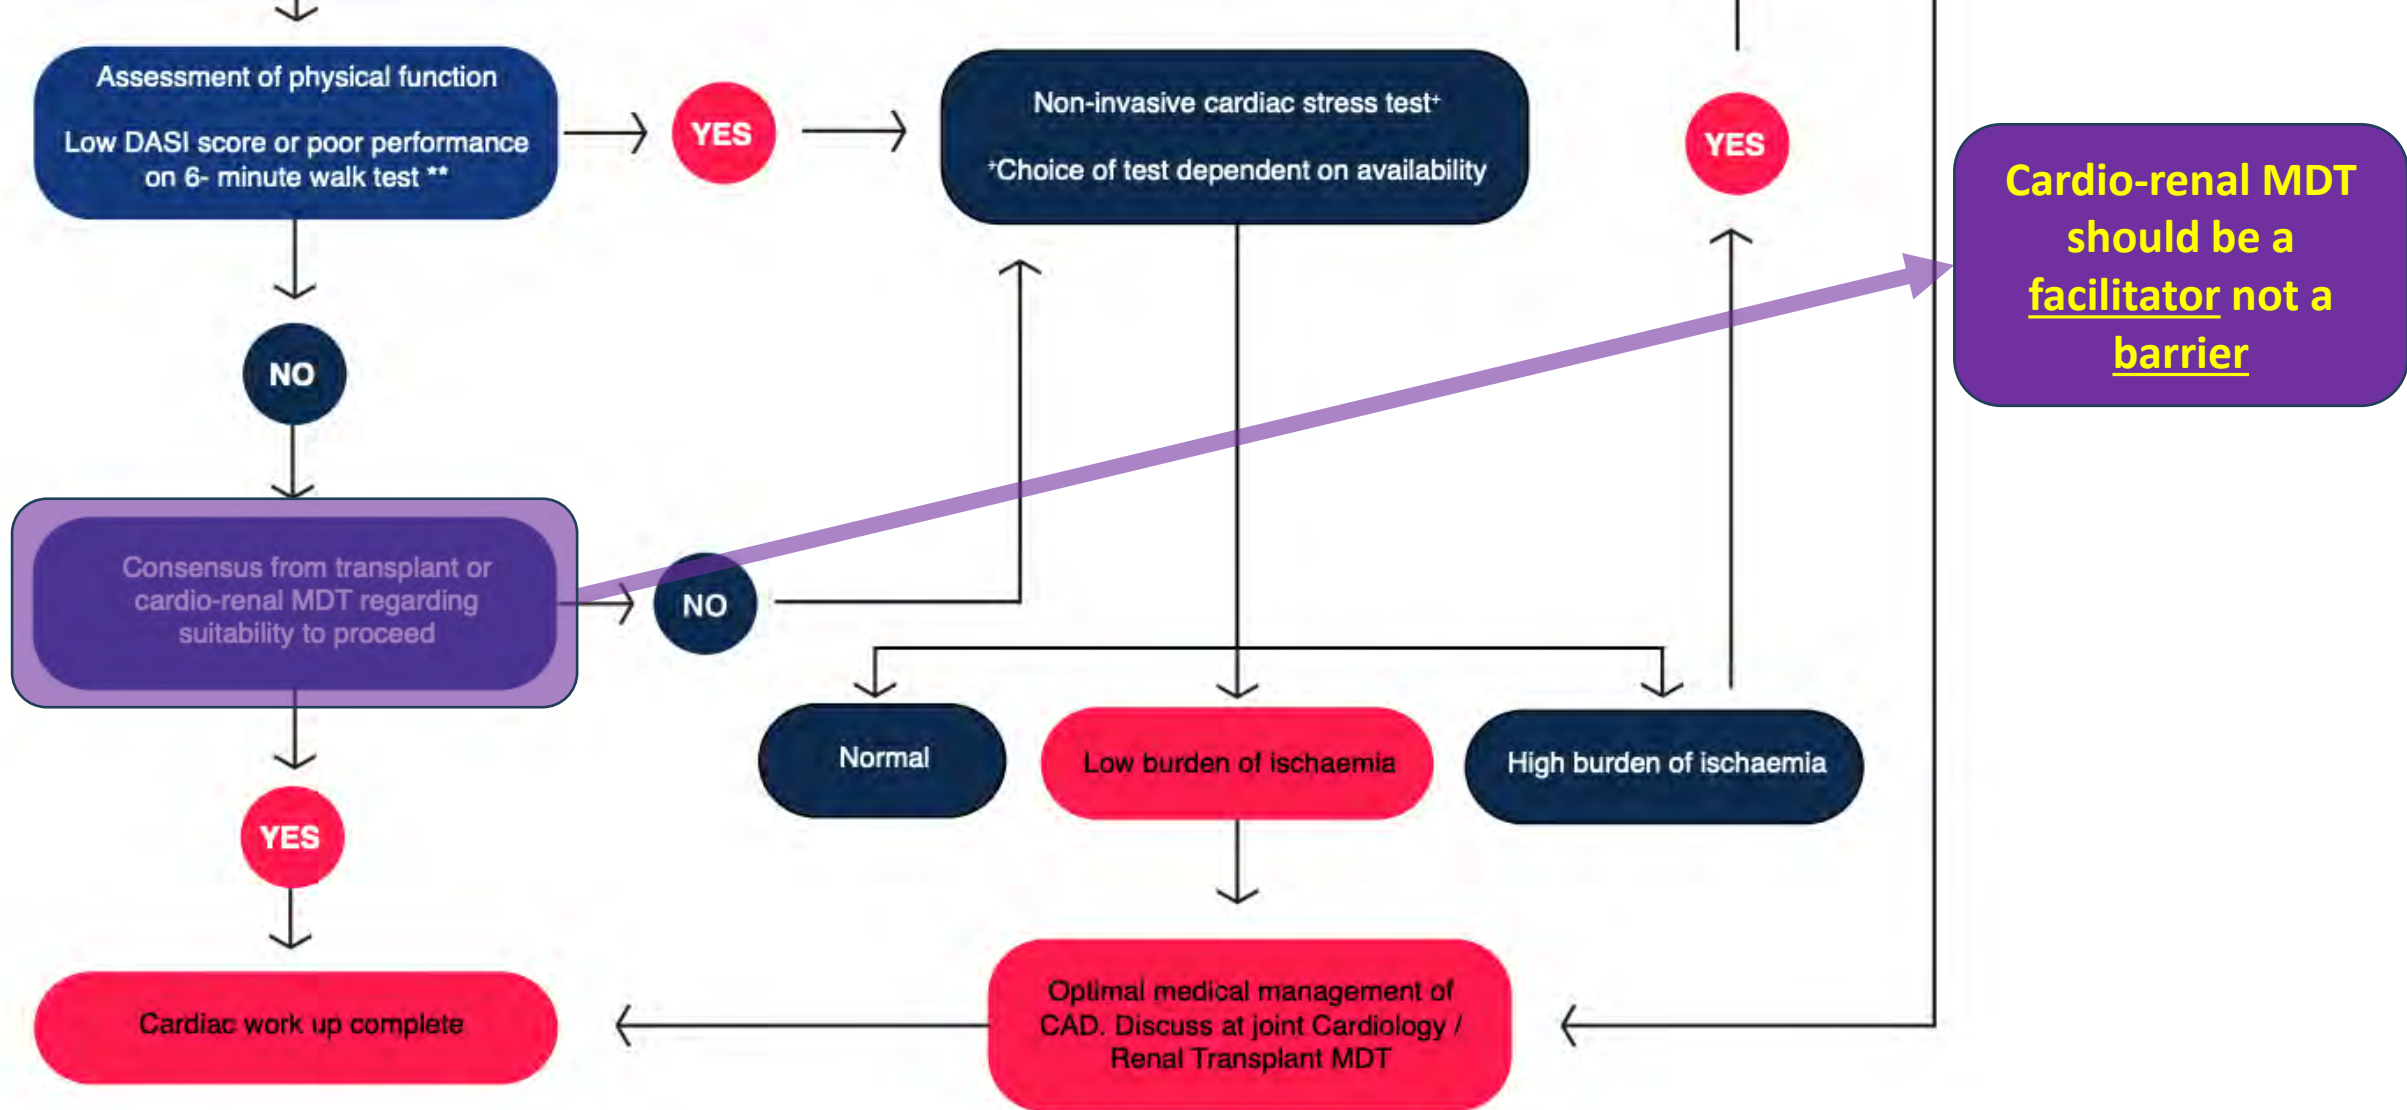 Assessment of physical function
Low DASI score or poor performance
on 6- minute walk test **
YES
Non-invasive cardiac stress test⁺
⁺Choice of test dependent on availability
YES
Cardio-renal MDT
should be a
facilitator not a
barrier
NO
Consensus from transplant or
cardio-renal MDT regarding
suitability to proceed
NO
Normal
Low burden of ischaemia
High burden of ischaemia
YES
Cardiac work up complete
Optimal medical management of
CAD. Discuss at joint Cardiology /
Renal Transplant MDT